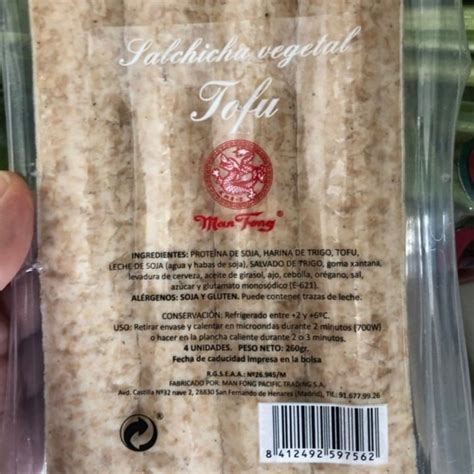 Salchicha vegetal
Tofu
Man Fong®
INGREDIENTES: PROTEÍNA DE SOJA, HARINA DE TRIGO, TOFU,
LECHE DE SOJA (agua y habas de soja), SALVADO DE TRIGO, goma xantana,
levadura de cerveza, aceite de girasol, ajo, cebolla, orégano, sal,
azúcar y glutamato monosódico (E-621).
ALÉRGENOS: SOJA Y GLUTEN. Puede contener trazas de leche.
CONSERVACIÓN: Refrigerado entre +2 y +6ºC.
USO: Retirar envase y calentar en microondas durante 2 minutos (700W)
o hacer en la plancha caliente durante 2 o 3 minutos.
4 UNIDADES. PESO NETO: 260gr.
Fecha de caducidad impresa en la bolsa
R.G.S.E.A.A.: Nº26.945/M
FABRICADO POR: MAN FONG PACIFIC TRADING S.A.
Avd. Castilla Nº32 nave 2, 28830 San Fernando de Henares (Madrid), Tel: 91.677.99.26
8 412492 597562